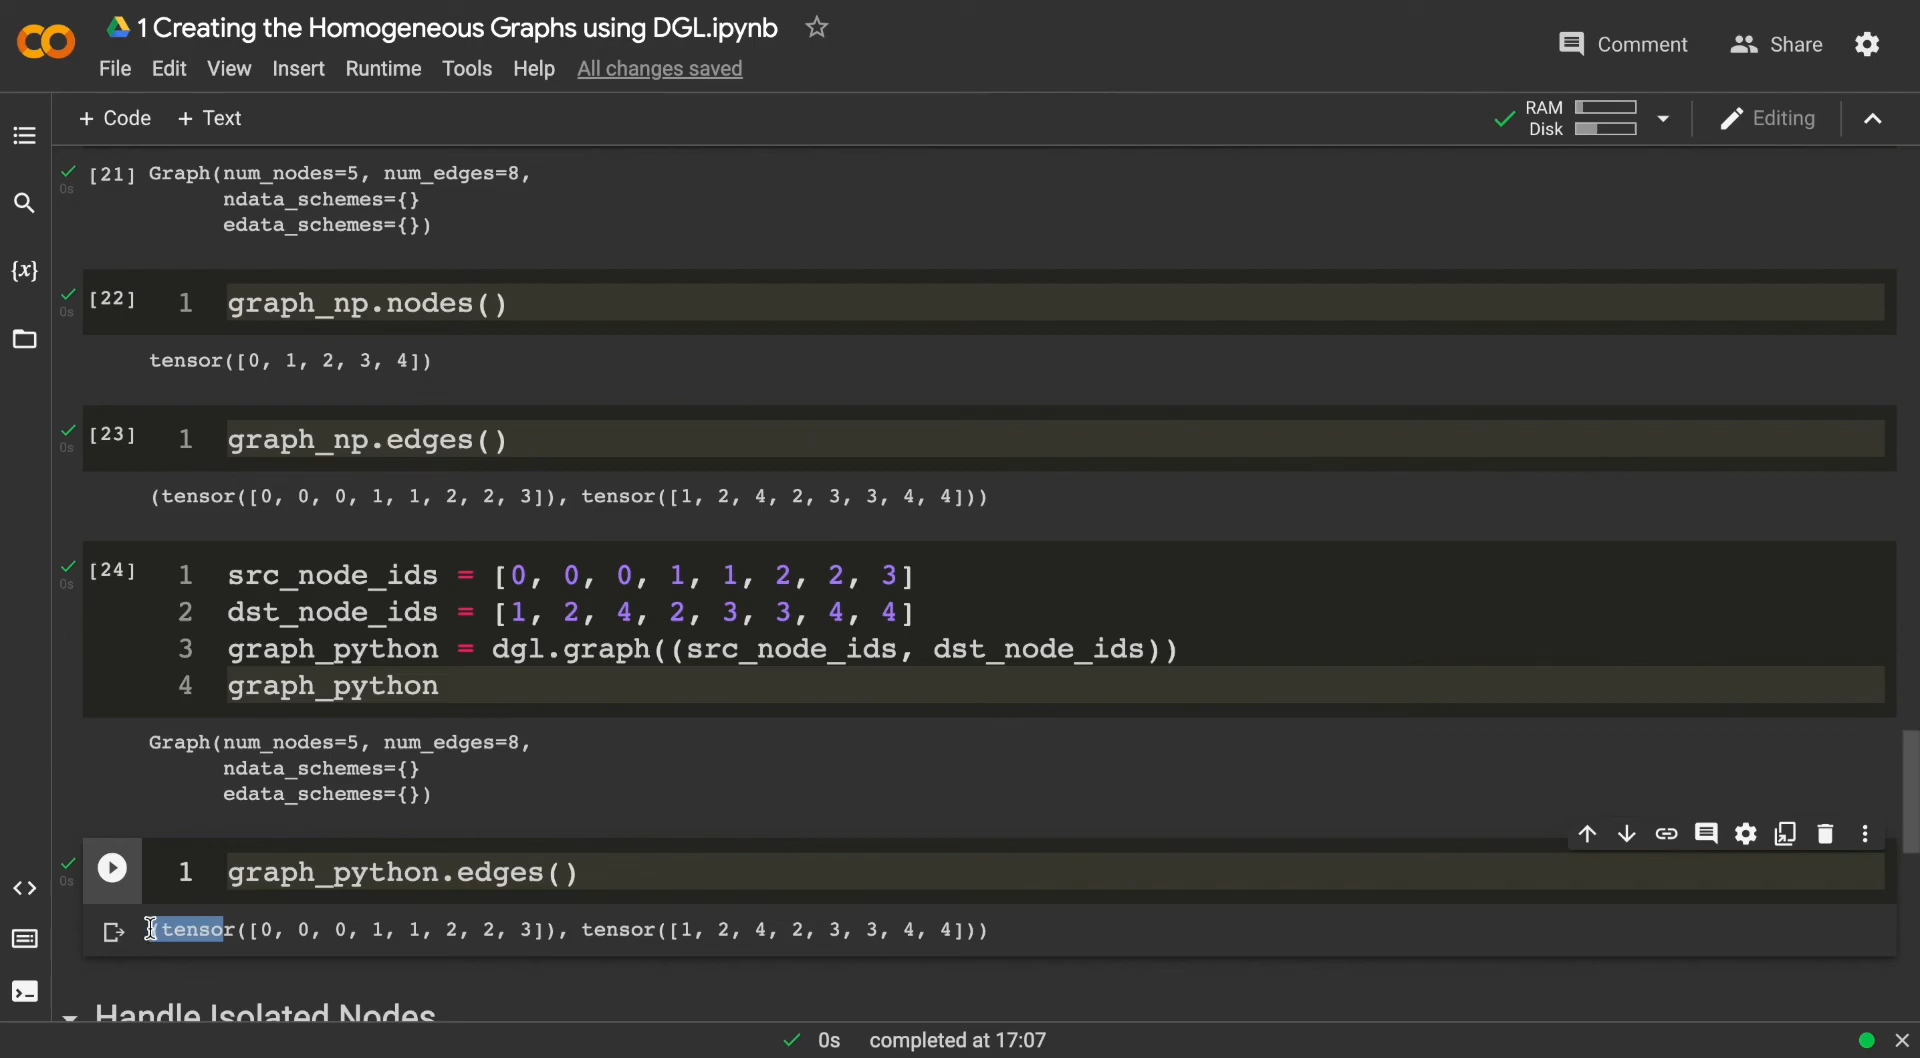 1 Creating the Homogeneous Graphs using DGL.ipynb
Comment
Share
File Edit View Insert Runtime Tools Help All changes saved
+ Code + Text
RAM
Disk
Editing
[21] Graph(num_nodes=5, num_edges=8,
0s
ndata_schemes={}
edata_schemes={})
{x}
[22] 1 graph_np.nodes()
0s
tensor([0, 1, 2, 3, 4])
[23] 1 graph_np.edges()
0s
(tensor([0, 0, 0, 1, 1, 2, 2, 3]), tensor([1, 2, 4, 2, 3, 3, 4, 4]))
[24] 1 src_node_ids = [0, 0, 0, 1, 1, 2, 2, 3]
0s
2 dst_node_ids = [1, 2, 4, 2, 3, 3, 4, 4]
3 graph_python = dgl.graph((src_node_ids, dst_node_ids))
4 graph_python
Graph(num_nodes=5, num_edges=8,
ndata_schemes={}
edata_schemes={})
1 graph_python.edges()
0s
(tensor([0, 0, 0, 1, 1, 2, 2, 3]), tensor([1, 2, 4, 2, 3, 3, 4, 4]))
Handle Isolated Nodes
0s completed at 17:07